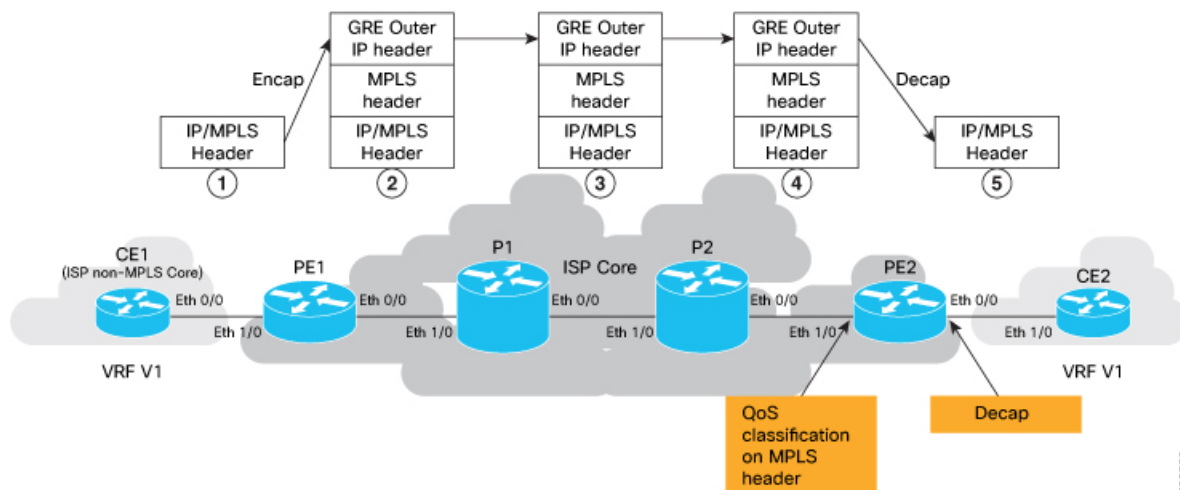 GRE Outer
IP header
GRE Outer
IP header
GRE Outer
IP header
Encap
MPLS
header
MPLS
header
MPLS
header
Decap
IP/MPLS
Header
IP/MPLS
Header
IP/MPLS
Header
IP/MPLS
Header
IP/MPLS
Header
1
2
3
4
5
CE1
(ISP non-MPLS Core)
PE1
P1
ISP Core
P2
PE2
CE2
Eth 0/0
Eth 1/0
Eth 0/0
Eth 1/0
Eth 0/0
Eth 1/0
Eth 0/0
Eth 1/0
Eth 0/0
Eth 1/0
VRF V1
VRF V1
QoS
classification
on MPLS
header
Decap